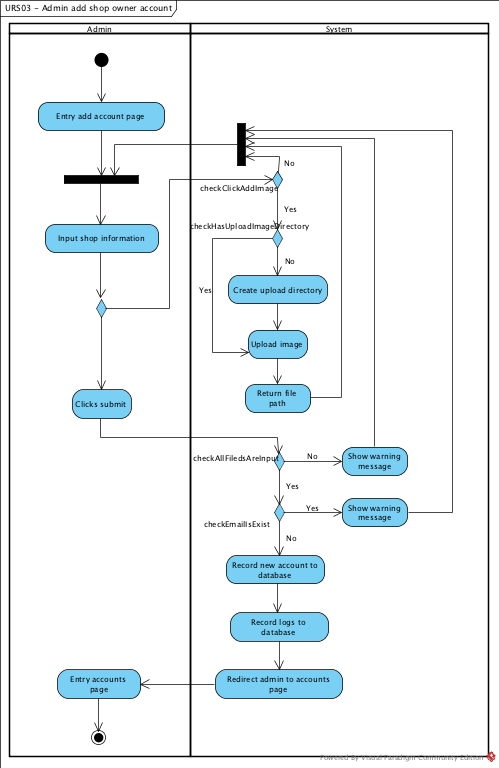 URS03 - Admin add shop owner account
Admin
System
Entry add account page
No
checkClickAddImage
Yes
checkHasUploadImageDirectory
Input shop information
No
Yes
Create upload directory
Upload image
Return file
path
Clicks submit
checkAllFiledsAreInput
No
Show warning
message
Yes
Yes
Show warning
message
checkEmailIsExist
No
Record new account to
database
Record logs to
database
Entry accounts
page
Redirect admin to accounts
page
Powered By Visual Paradigm Community Edition